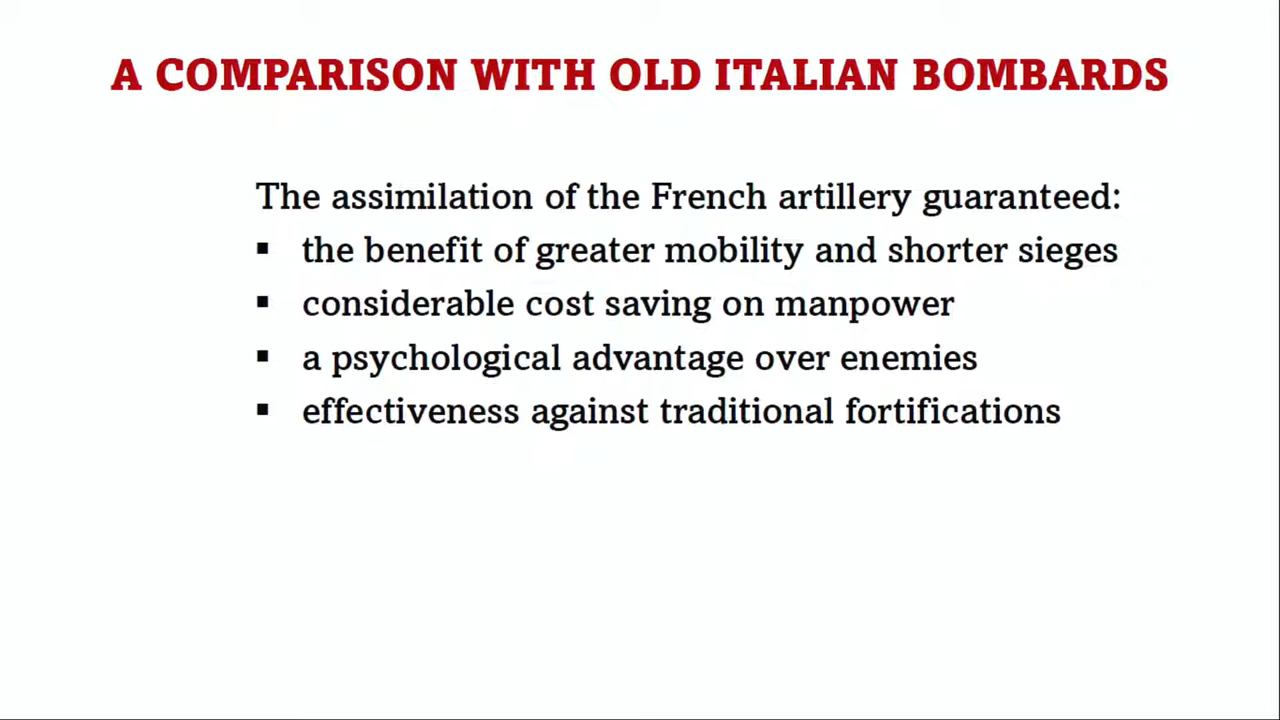 A COMPARISON WITH OLD ITALIAN BOMBARDS
The assimilation of the French artillery guaranteed:
▪ the benefit of greater mobility and shorter sieges
▪ considerable cost saving on manpower
▪ a psychological advantage over enemies
▪ effectiveness against traditional fortifications